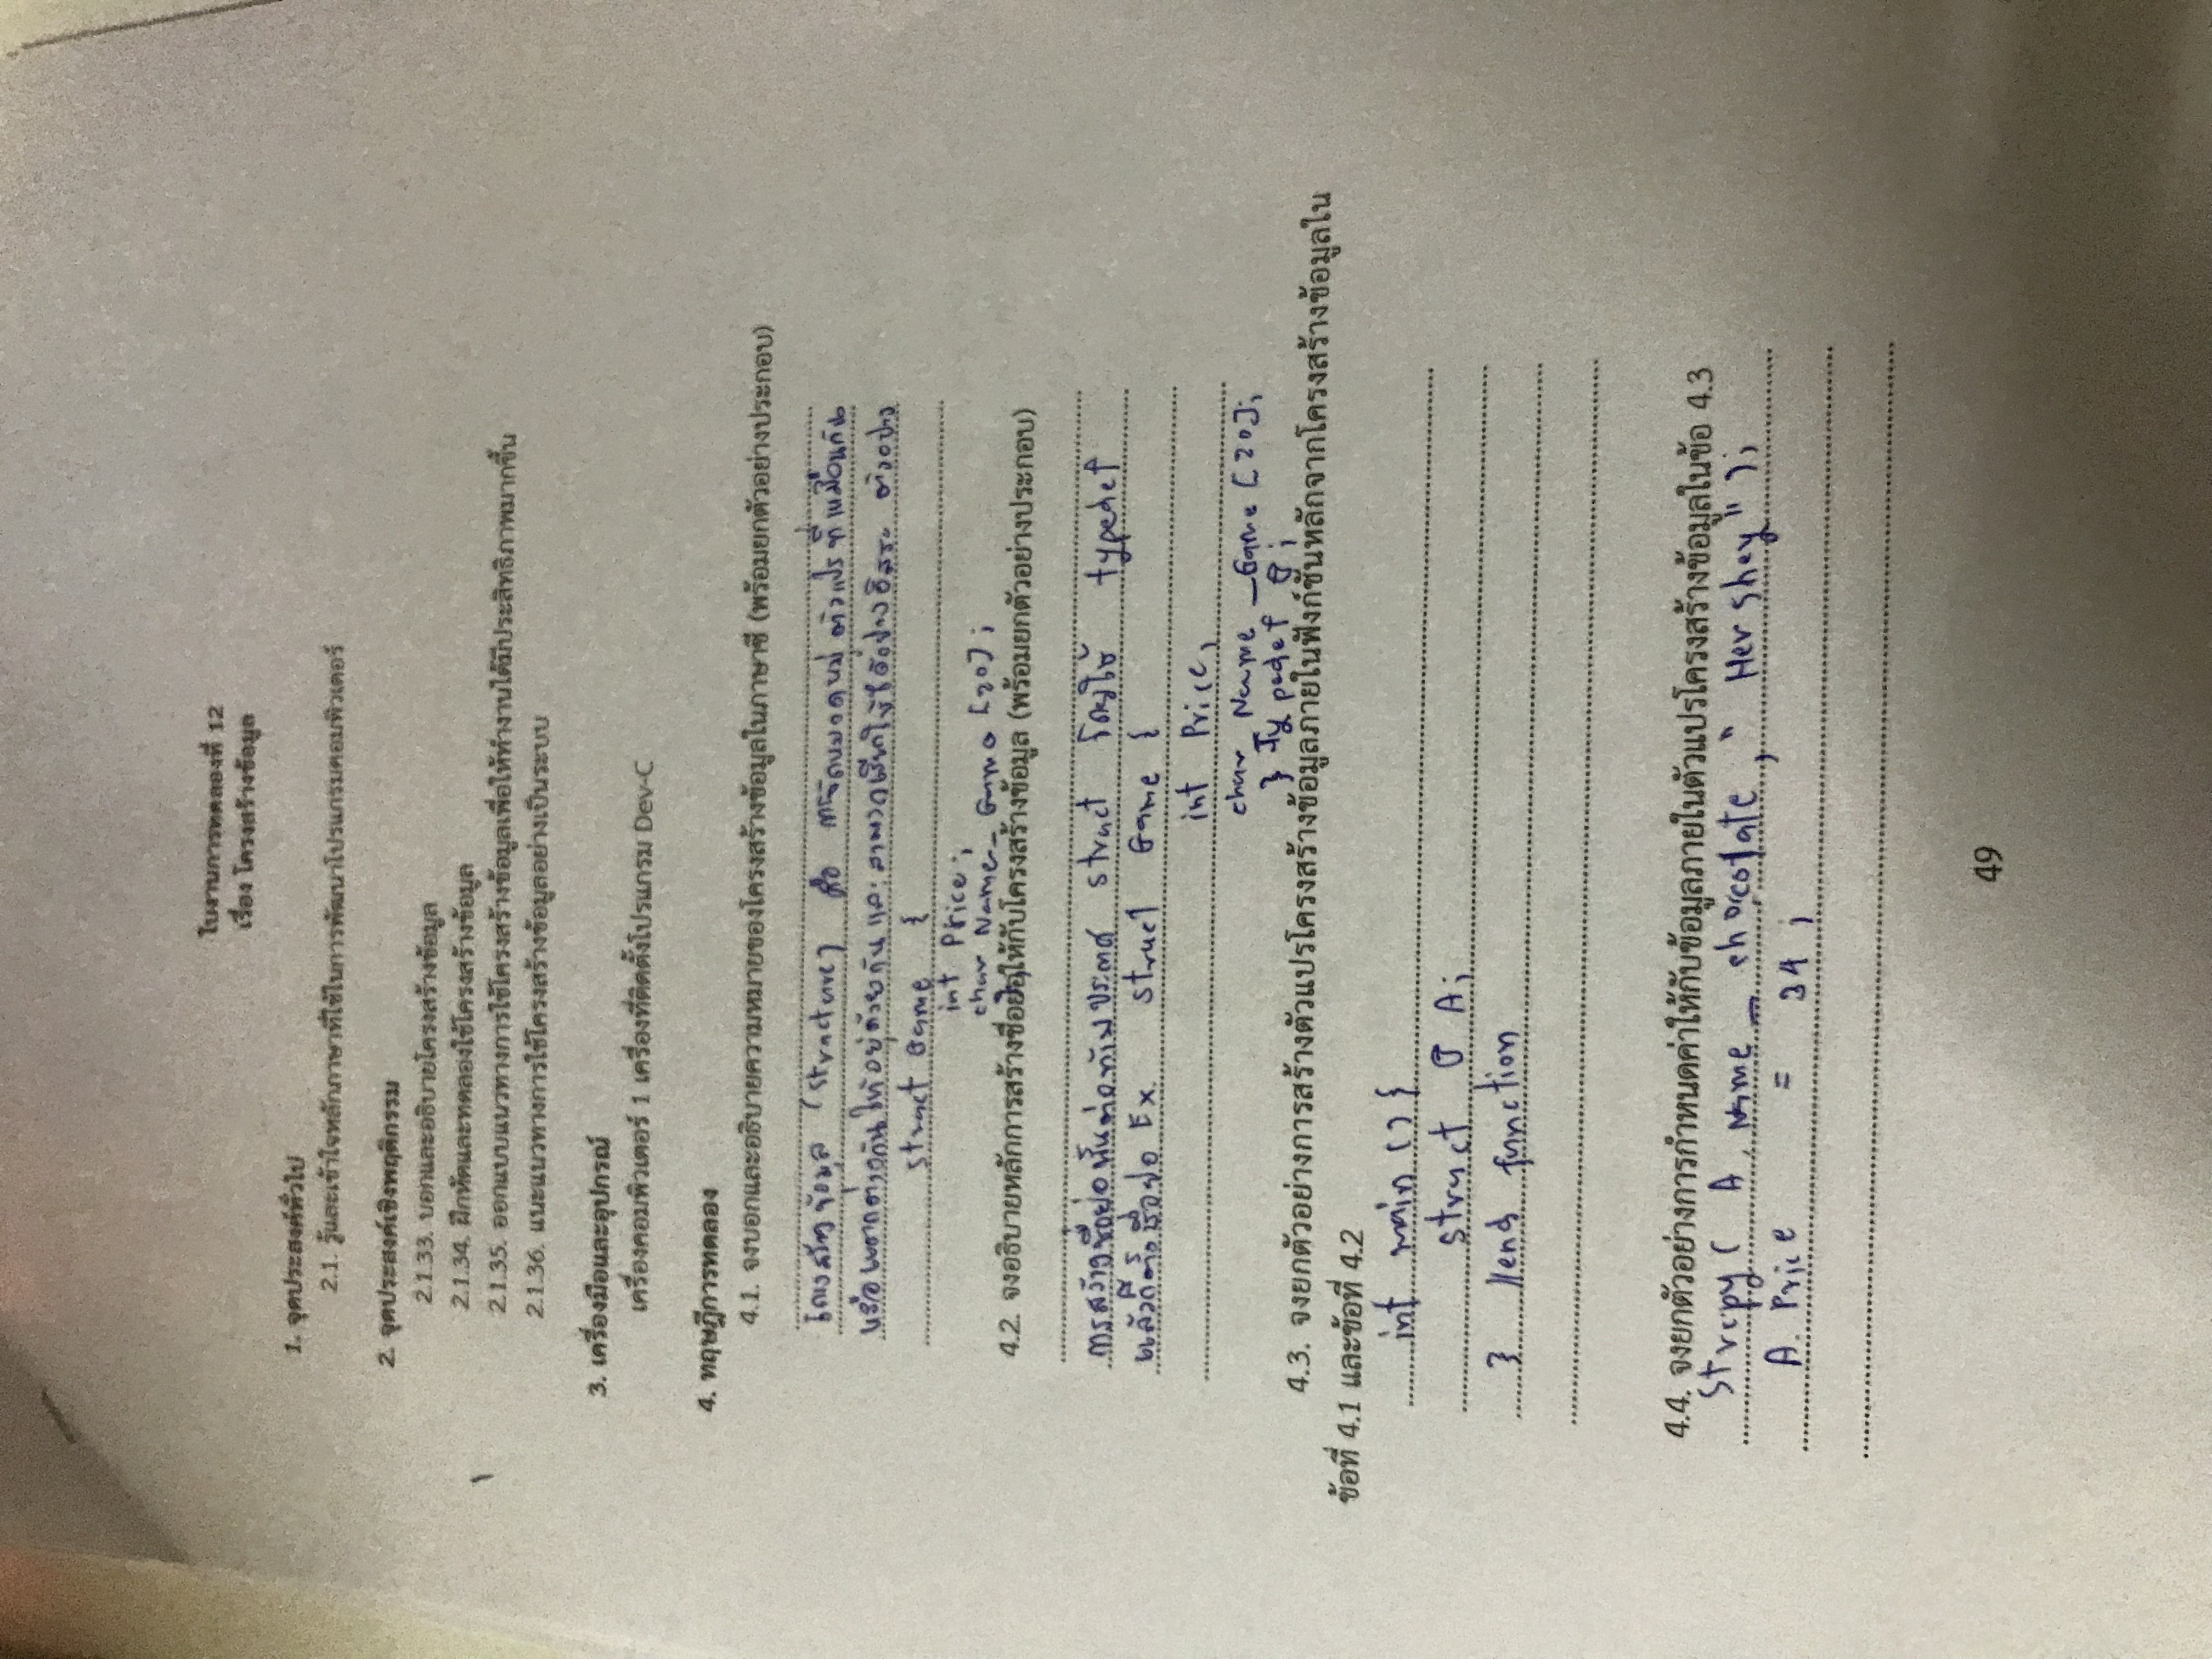 ใบงานการทดลองที่ 12
เรื่อง โครงสร้างข้อมูล
1. จุดประสงค์ทั่วไป
2.1. รู้และเข้าใจหลักภาษาที่ใช้ในการพัฒนาโปรแกรมคอมพิวเตอร์
2. จุดประสงค์เชิงพฤติกรรม
2.1.33. บอกและอธิบายโครงสร้างข้อมูล
2.1.34. ฝึกหัดและทดลองใช้โครงสร้างข้อมูล
2.1.35. ออกแบบแนวทางการใช้โครงสร้างข้อมูลเพื่อให้ทำงานได้มีประสิทธิภาพมากขึ้น
2.1.36. แนะแนวทางการใช้โครงสร้างข้อมูลอย่างเป็นระบบ
3. เครื่องมือและอุปกรณ์
เครื่องคอมพิวเตอร์ 1 เครื่องที่ติดตั้งโปรแกรม Dev-C
4. ทฤษฎีการทดลอง
4.1. จงบอกและอธิบายความหมายของโครงสร้างข้อมูลในภาษาซี (พร้อมยกตัวอย่างประกอบ)
โครงสร้างข้อมูล (Structure) คือ การจัดหมวดหมู่ ตัวแปร ที่เหมือนกัน
หรือแตกต่างกันให้อยู่ด้วยกัน และสามารถเรียกใช้ได้อย่างอิสระ ตัวอย่าง
struct Game {
int Price;
char Name_Game [20];
4.2. จงอธิบายหลักการสร้างชื่อย่อให้กับโครงสร้างข้อมูล (พร้อมยกตัวอย่างประกอบ)
การสร้างชื่อย่อนั้นต่อท้ายประกาศ struct โดยใช้ typedef
แล้วก็ตั้งชื่อย่อ Ex. struct Game {
int Price,
char Name_Game [20];
} Typedef G;
4.3. จงยกตัวอย่างการสร้างตัวแปรโครงสร้างข้อมูลภายในฟังก์ชันหลักจากโครงสร้างข้อมูลใน
ข้อที่ 4.1 และข้อที่ 4.2
int main () {
struct G A;
} //end function
4.4. จงยกตัวอย่างการกำหนดค่าให้กับข้อมูลภายในตัวแปรโครงสร้างข้อมูลในข้อ 4.3
Strcpy( A. Name_ , " Hershey" );
A. Price = 34 ;
49